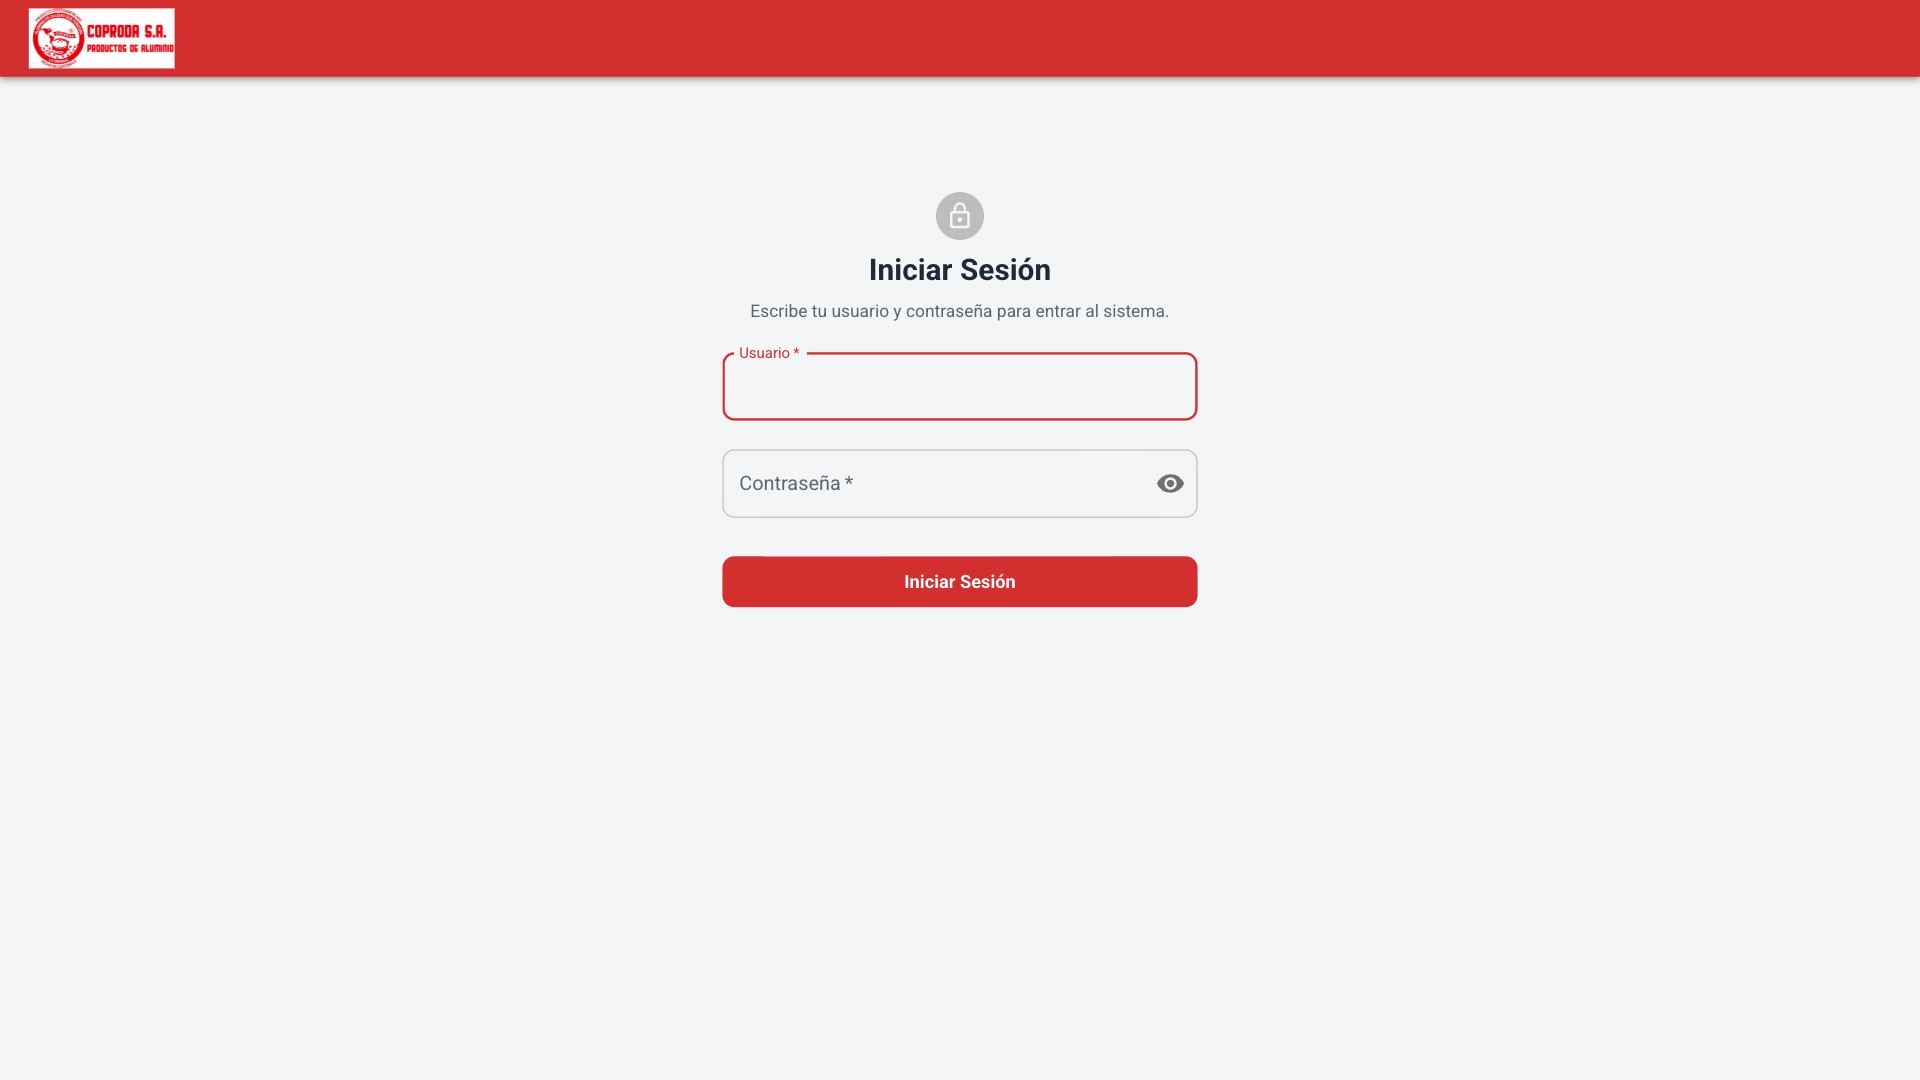 COPRODA S.A.
PRODUCTOS DE ALUMINIO
Iniciar Sesión
Escribe tu usuario y contraseña para entrar al sistema.
Usuario *
Contraseña *
Iniciar Sesión